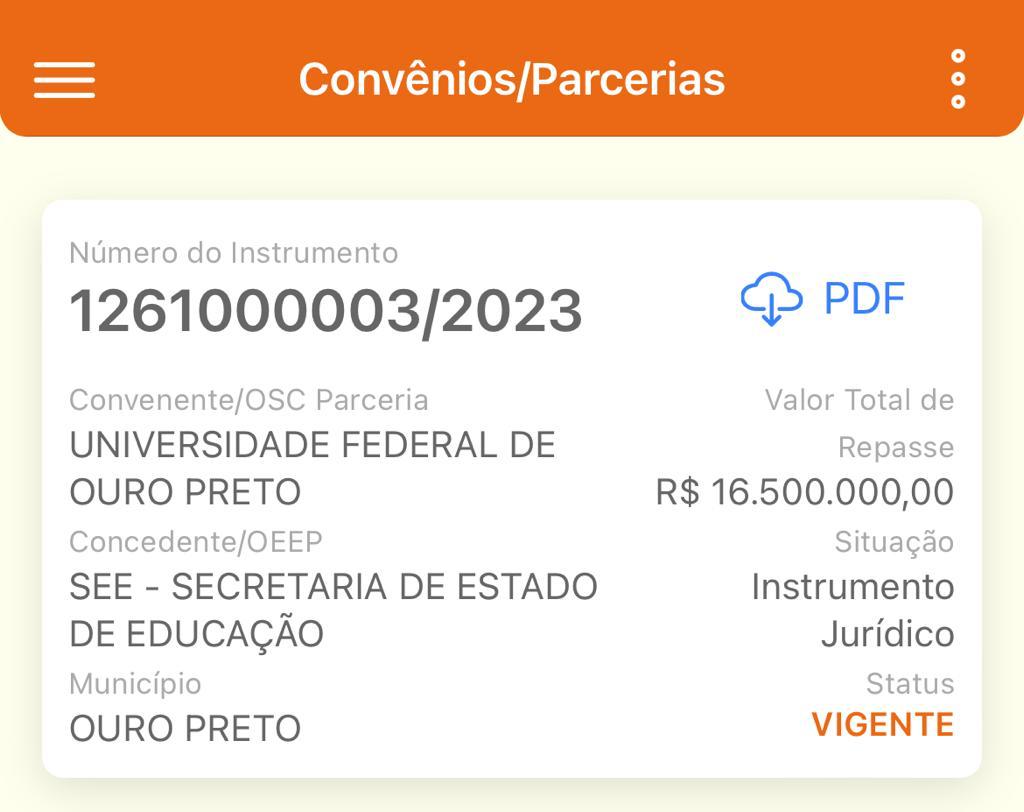 Convênios/Parcerias
Número do Instrumento
1261000003/2023
PDF
Convenente/OSC Parceria
UNIVERSIDADE FEDERAL DE
OURO PRETO
Valor Total de
Repasse
R$ 16.500.000,00
Concedente/OEEP
SEE - SECRETARIA DE ESTADO
DE EDUCAÇÃO
Situação
Instrumento
Jurídico
Município
OURO PRETO
Status
VIGENTE